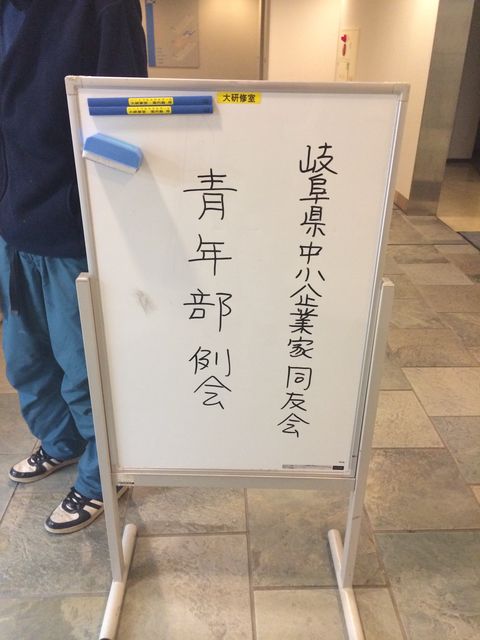 大研修室
岐阜県中小企業家同友会
青年部 例会